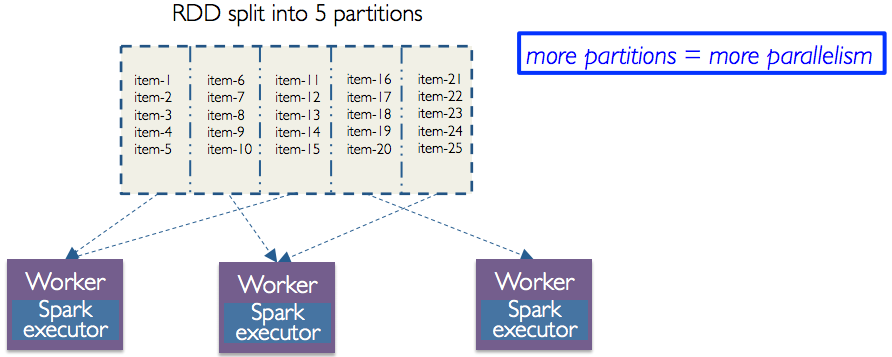 RDD split into 5 partitions
more partitions = more parallelism
item-1
item-2
item-3
item-4
item-5
item-6
item-7
item-8
item-9
item-10
item-11
item-12
item-13
item-14
item-15
item-16
item-17
item-18
item-19
item-20
item-21
item-22
item-23
item-24
item-25
Worker
Spark
executor
Worker
Spark
executor
Worker
Spark
executor